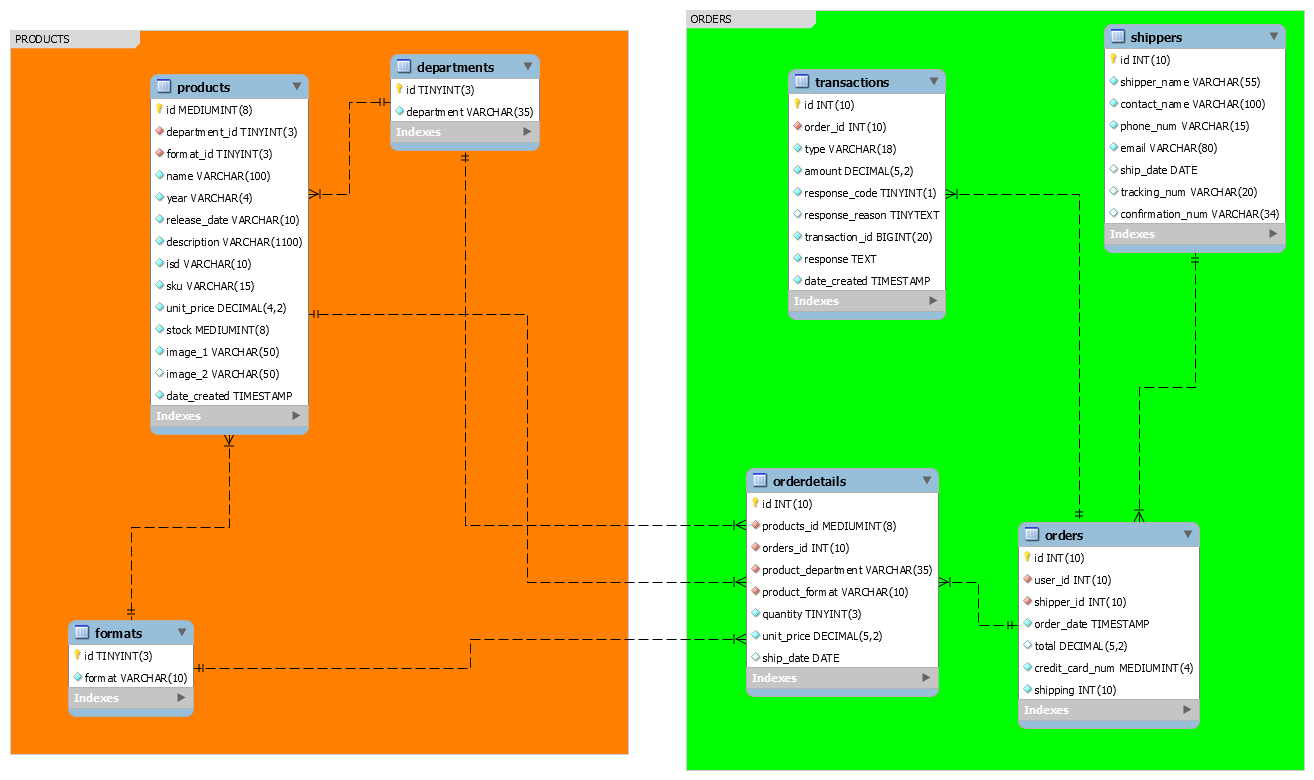 PRODUCTS
products
id MEDIUMINT(8)
department_id TINYINT(3)
format_id TINYINT(3)
name VARCHAR(100)
year VARCHAR(4)
release_date VARCHAR(10)
description VARCHAR(1100)
isd VARCHAR(10)
sku VARCHAR(15)
unit_price DECIMAL(4,2)
stock MEDIUMINT(8)
image_1 VARCHAR(50)
image_2 VARCHAR(50)
date_created TIMESTAMP
Indexes
departments
id TINYINT(3)
department VARCHAR(35)
Indexes
formats
id TINYINT(3)
format VARCHAR(10)
Indexes
ORDERS
transactions
id INT(10)
order_id INT(10)
type VARCHAR(18)
amount DECIMAL(5,2)
response_code TINYINT(1)
response_reason TINYTEXT
transaction_id BIGINT(20)
response TEXT
date_created TIMESTAMP
Indexes
shippers
id INT(10)
shipper_name VARCHAR(55)
contact_name VARCHAR(100)
phone_num VARCHAR(15)
email VARCHAR(80)
ship_date DATE
tracking_num VARCHAR(20)
confirmation_num VARCHAR(34)
Indexes
orderdetails
id INT(10)
products_id MEDIUMINT(8)
orders_id INT(10)
product_department VARCHAR(35)
product_format VARCHAR(10)
quantity TINYINT(3)
unit_price DECIMAL(5,2)
ship_date DATE
Indexes
orders
id INT(10)
user_id INT(10)
shipper_id INT(10)
order_date TIMESTAMP
total DECIMAL(5,2)
credit_card_num MEDIUMINT(4)
shipping INT(10)
Indexes